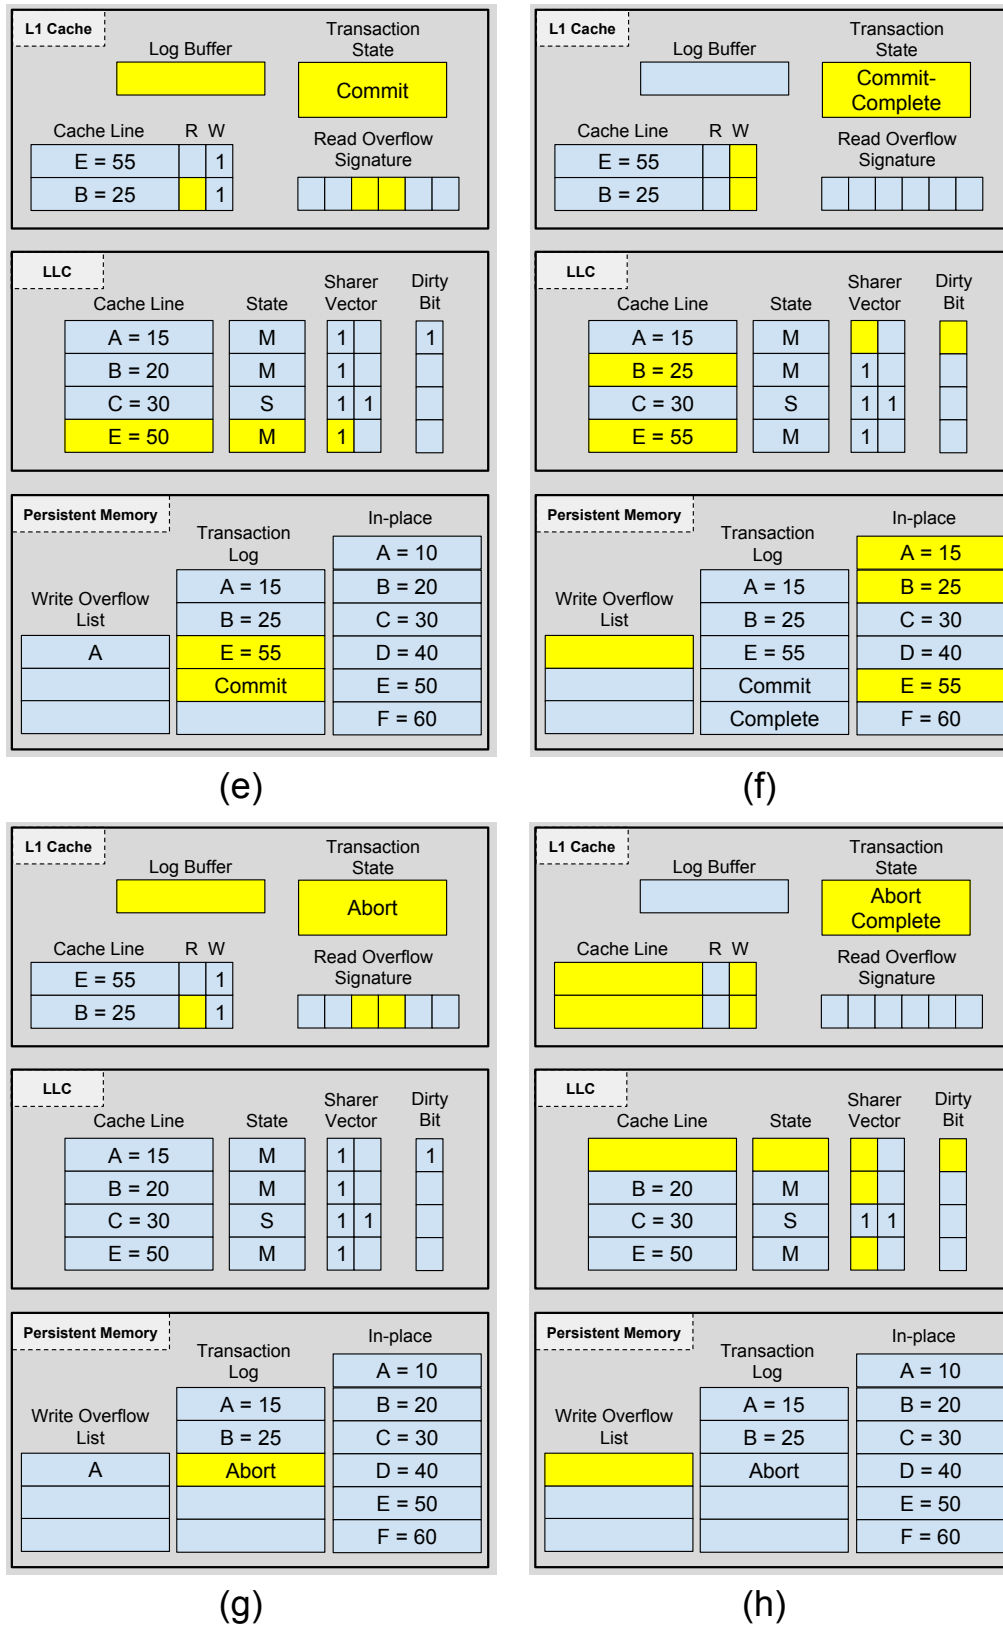 L1 Cache
Log Buffer
Transaction
State
Commit
Cache Line R W
E = 55 1
B = 25 1
Read Overflow
Signature
LLC
Cache Line State Sharer
Vector Dirty
Bit
A = 15 M 1 1
B = 20 M 1
C = 30 S 1 1
E = 50 M 1
Persistent Memory
Write Overflow
List
A
Transaction
Log
A = 15
B = 25
E = 55
Commit
In-place
A = 10
B = 20
C = 30
D = 40
E = 50
F = 60
(e)
L1 Cache
Log Buffer
Transaction
State
Commit-
Complete
Cache Line R W
E = 55
B = 25
Read Overflow
Signature
LLC
Cache Line State Sharer
Vector Dirty
Bit
A = 15 M
B = 25 M 1
C = 30 S 1 1
E = 55 M 1
Persistent Memory
Write Overflow
List
Transaction
Log
A = 15
B = 25
E = 55
Commit
Complete
In-place
A = 15
B = 25
C = 30
D = 40
E = 55
F = 60
(f)
L1 Cache
Log Buffer
Transaction
State
Abort
Cache Line R W
E = 55 1
B = 25 1
Read Overflow
Signature
LLC
Cache Line State Sharer
Vector Dirty
Bit
A = 15 M 1 1
B = 20 M 1
C = 30 S 1 1
E = 50 M 1
Persistent Memory
Write Overflow
List
A
Transaction
Log
A = 15
B = 25
Abort
In-place
A = 10
B = 20
C = 30
D = 40
E = 50
F = 60
(g)
L1 Cache
Log Buffer
Transaction
State
Abort
Complete
Cache Line R W
Read Overflow
Signature
LLC
Cache Line State Sharer
Vector Dirty
Bit
B = 20 M
C = 30 S 1 1
E = 50 M
Persistent Memory
Write Overflow
List
Transaction
Log
A = 15
B = 25
Abort
In-place
A = 10
B = 20
C = 30
D = 40
E = 50
F = 60
(h)